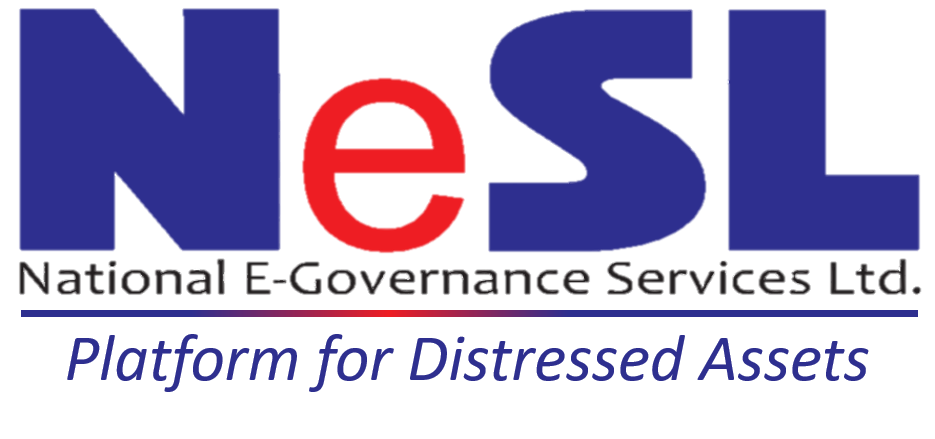 NeSL
National E-Governance Services Ltd.
Platform for Distressed Assets